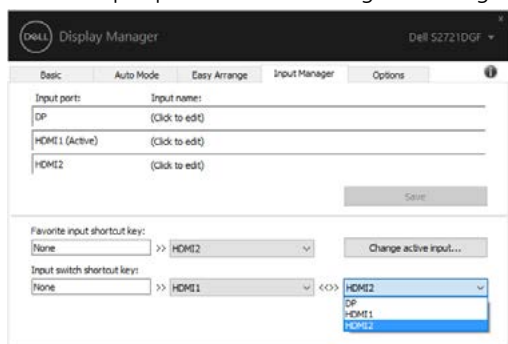 DELL Display Manager Dell S2721DGF
Basic Auto Mode Easy Arrange Input Manager Options
Input port: Input name:
DP (Click to edit)
HDMI1 (Active) (Click to edit)
HDMI2 (Click to edit)
Save
Favorite input shortcut key:
None >> HDMI2 Change active input...
Input switch shortcut key:
None >> HDMI1 <<>> HDMI2
DP
HDMI1
HDMI2